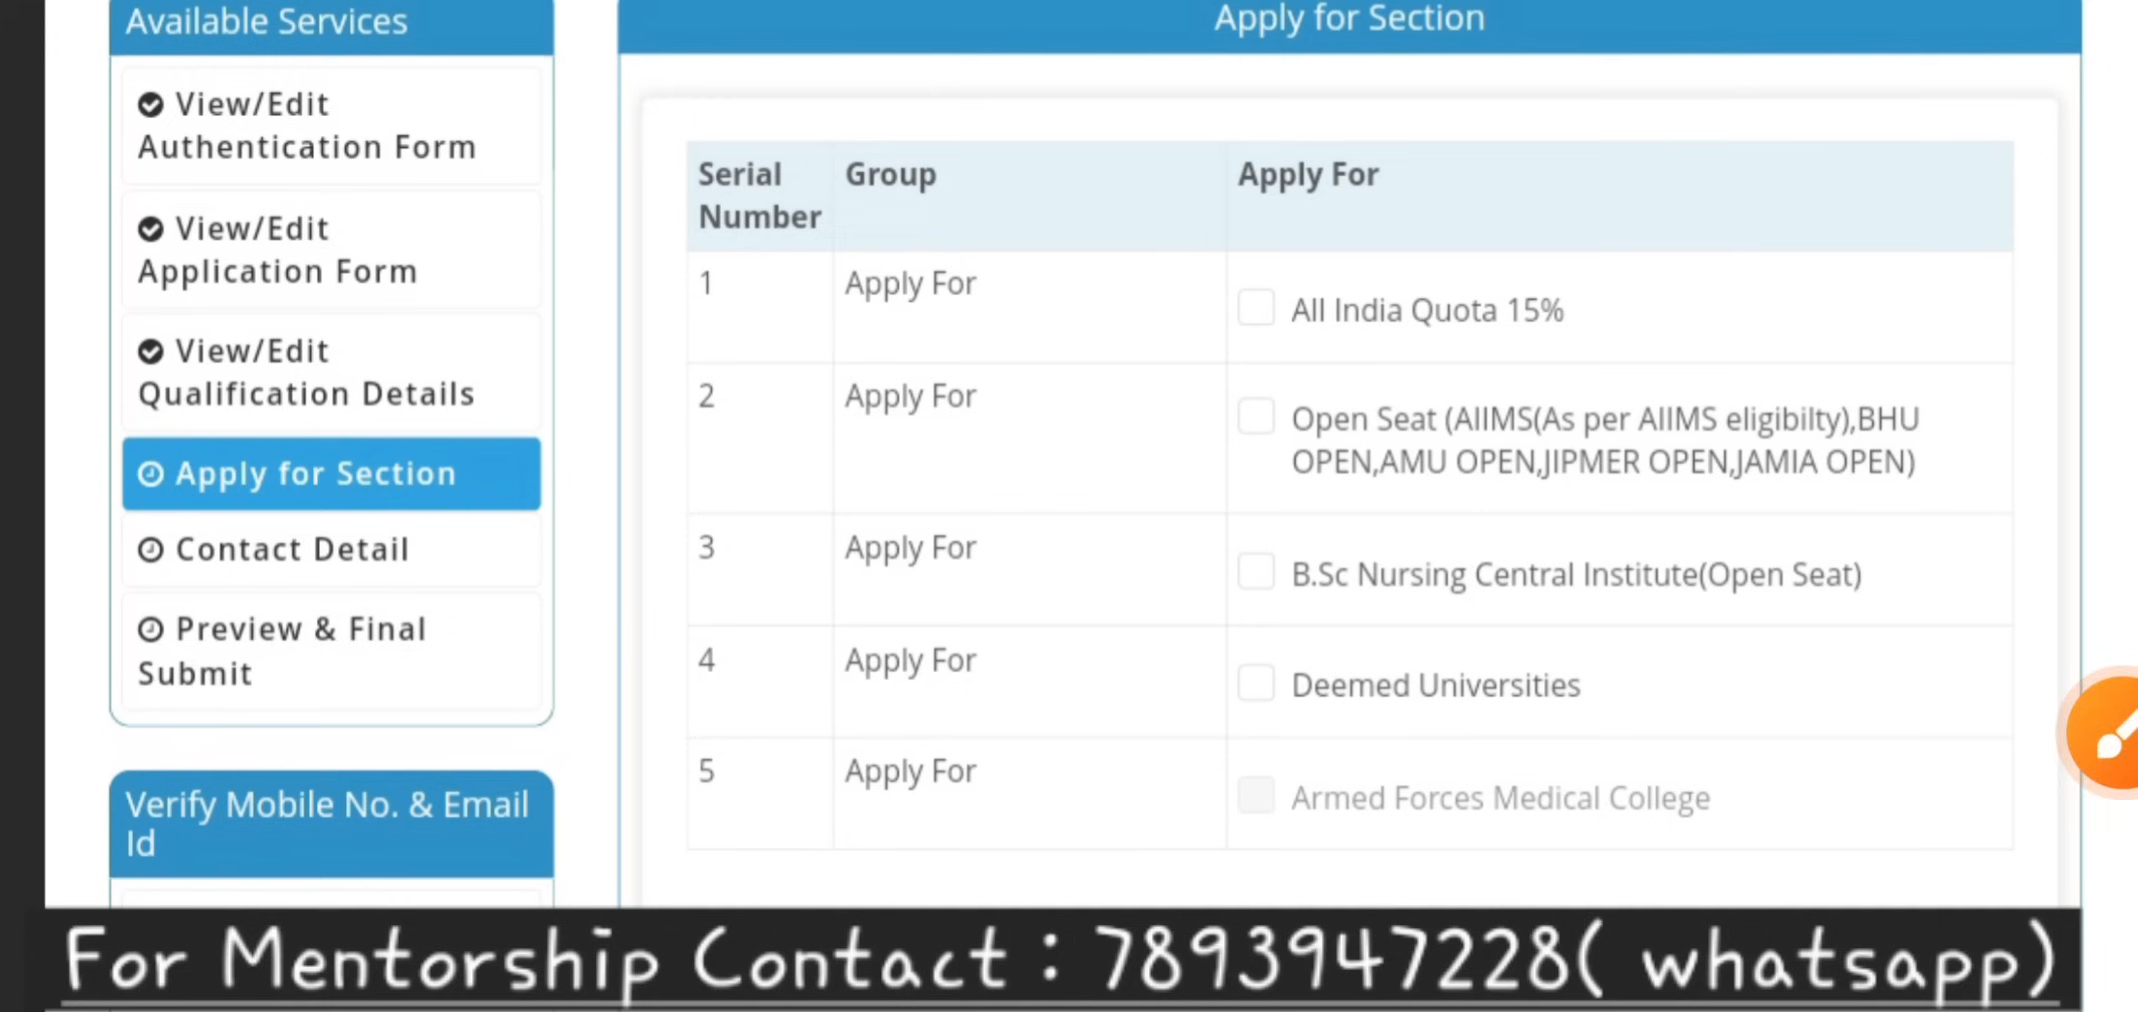 Available Services
View/Edit
Authentication Form
View/Edit
Application Form
View/Edit
Qualification Details
Apply for Section
Contact Detail
Preview & Final
Submit
Verify Mobile No. & Email
Id
Apply for Section
Serial
Number
Group
Apply For
1
Apply For
All India Quota 15%
2
Apply For
Open Seat (AIIMS(As per AIIMS eligibilty),BHU
OPEN,AMU OPEN,JIPMER OPEN,JAMIA OPEN)
3
Apply For
B.Sc Nursing Central Institute(Open Seat)
4
Apply For
Deemed Universities
5
Apply For
Armed Forces Medical College
For Mentorship Contact : 7893947228( whatsapp)